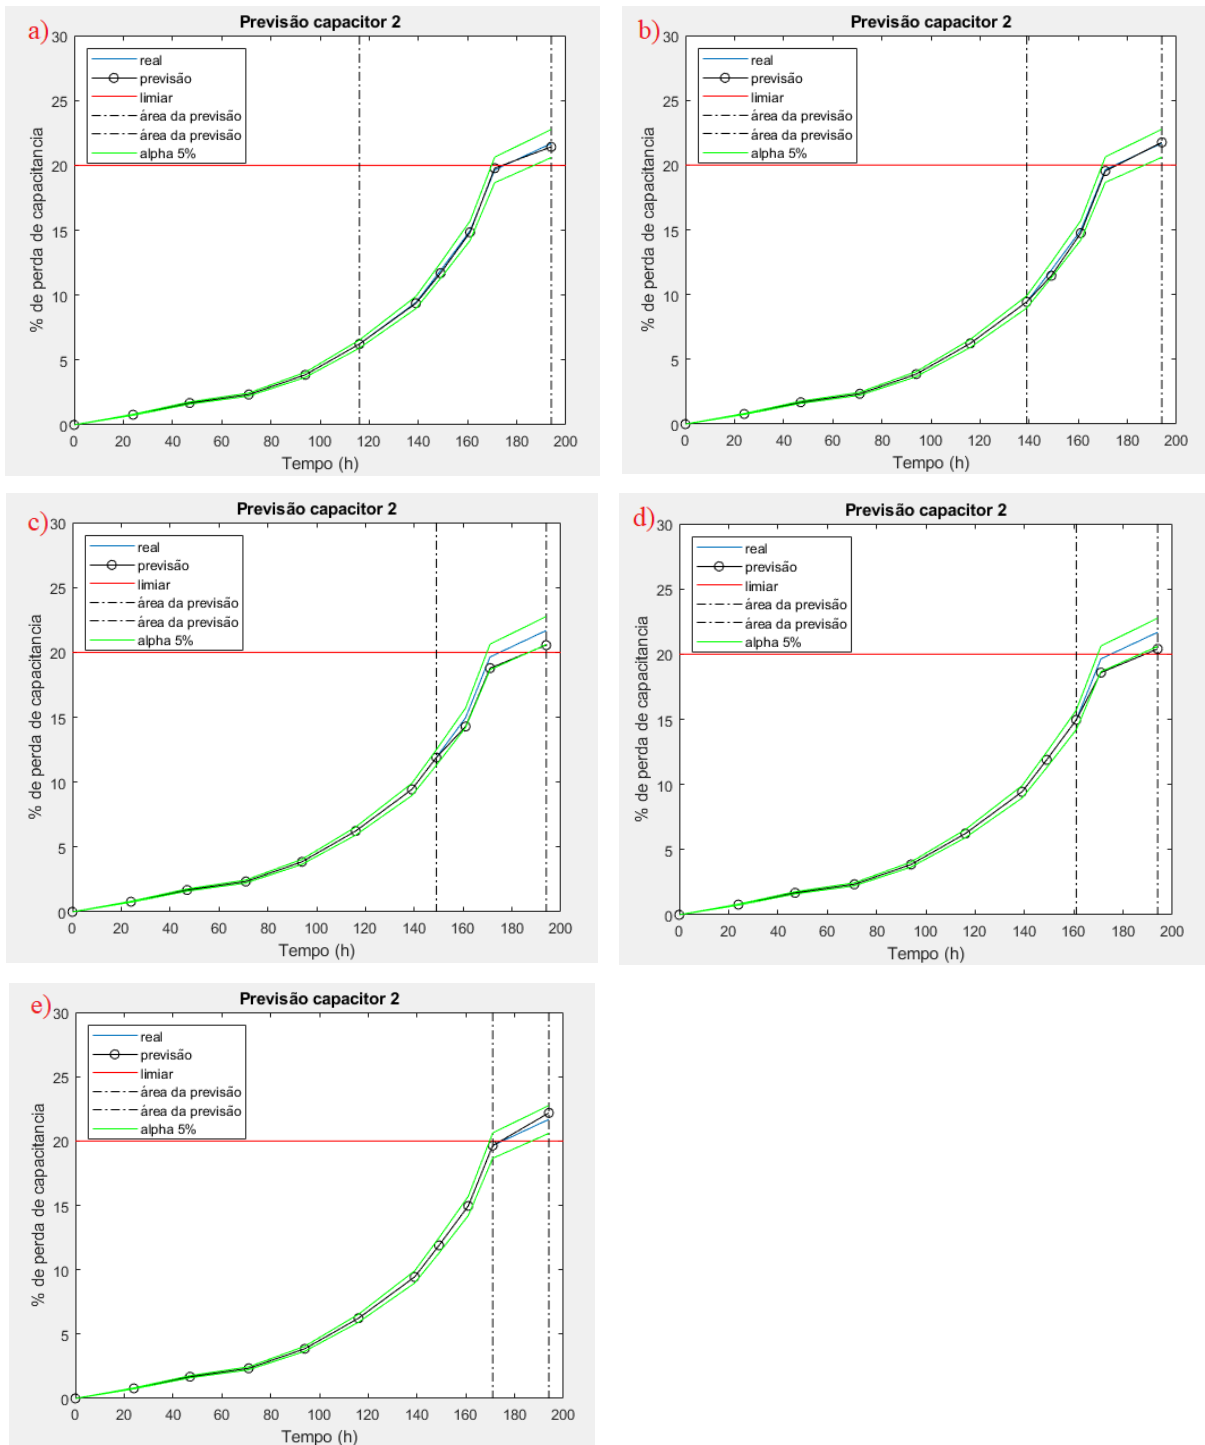 a)
Previsão capacitor 2
real
previsão
limiar
área da previsão
área da previsão
alpha 5%
% de perda de capacitancia
30
25
20
15
10
5
0
0 20 40 60 80 100 120 140 160 180 200
Tempo (h)
b)
Previsão capacitor 2
real
previsão
limiar
área da previsão
área da previsão
alpha 5%
% de perda de capacitancia
30
25
20
15
10
5
0
0 20 40 60 80 100 120 140 160 180 200
Tempo (h)
c)
Previsão capacitor 2
real
previsão
limiar
área da previsão
área da previsão
alpha 5%
% de perda de capacitancia
30
25
20
15
10
5
0
0 20 40 60 80 100 120 140 160 180 200
Tempo (h)
d)
Previsão capacitor 2
real
previsão
limiar
área da previsão
área da previsão
alpha 5%
% de perda de capacitancia
30
25
20
15
10
5
0
0 20 40 60 80 100 120 140 160 180 200
Tempo (h)
e)
Previsão capacitor 2
real
previsão
limiar
área da previsão
área da previsão
alpha 5%
% de perda de capacitancia
30
25
20
15
10
5
0
0 20 40 60 80 100 120 140 160 180 200
Tempo (h)